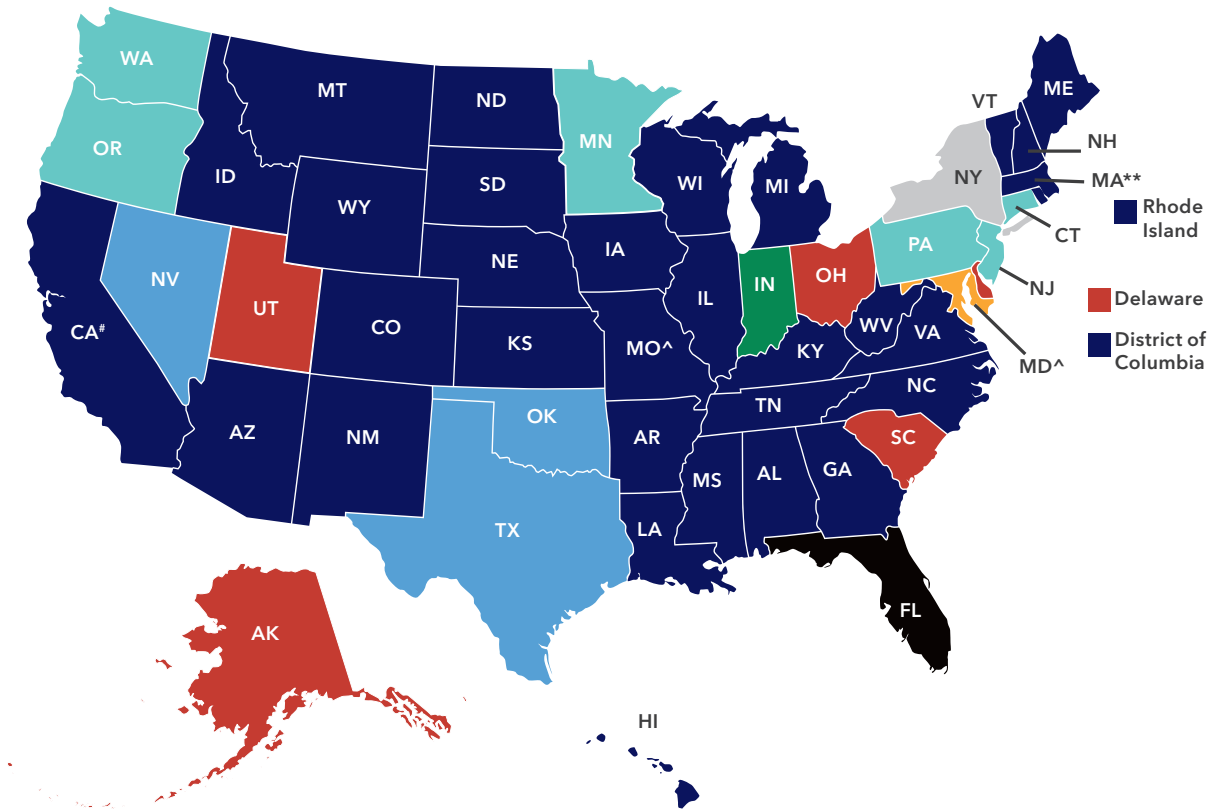 WA
MT
ND
MN
ME
VT
OR
ID
SD
WI
MI
NY
NH
MA**
WY
Rhode
Island
CT
IA
PA
NE
NV
UT
CO
IL
IN
OH
NJ
Delaware
CA#
KS
MO^
WV
VA
KY
MD^
District of
Columbia
NC
TN
OK
AZ
NM
AR
SC
MS
AL
GA
TX
LA
FL
AK
HI